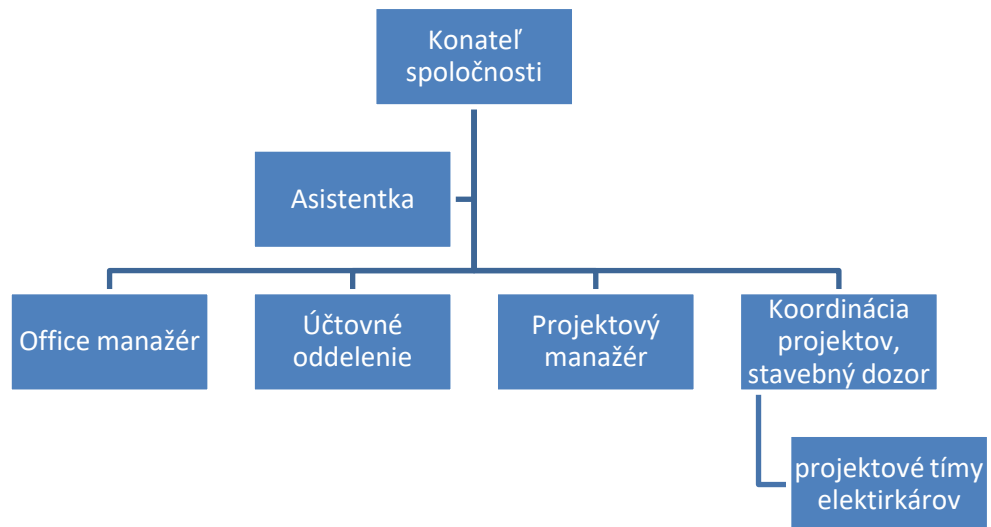 Konateľ
spoločnosti
Asistentka
Office manažér
Účtovné
oddelenie
Projektový
manažér
Koordinácia
projektov,
stavebný dozor
projektové tímy
elektirkárov